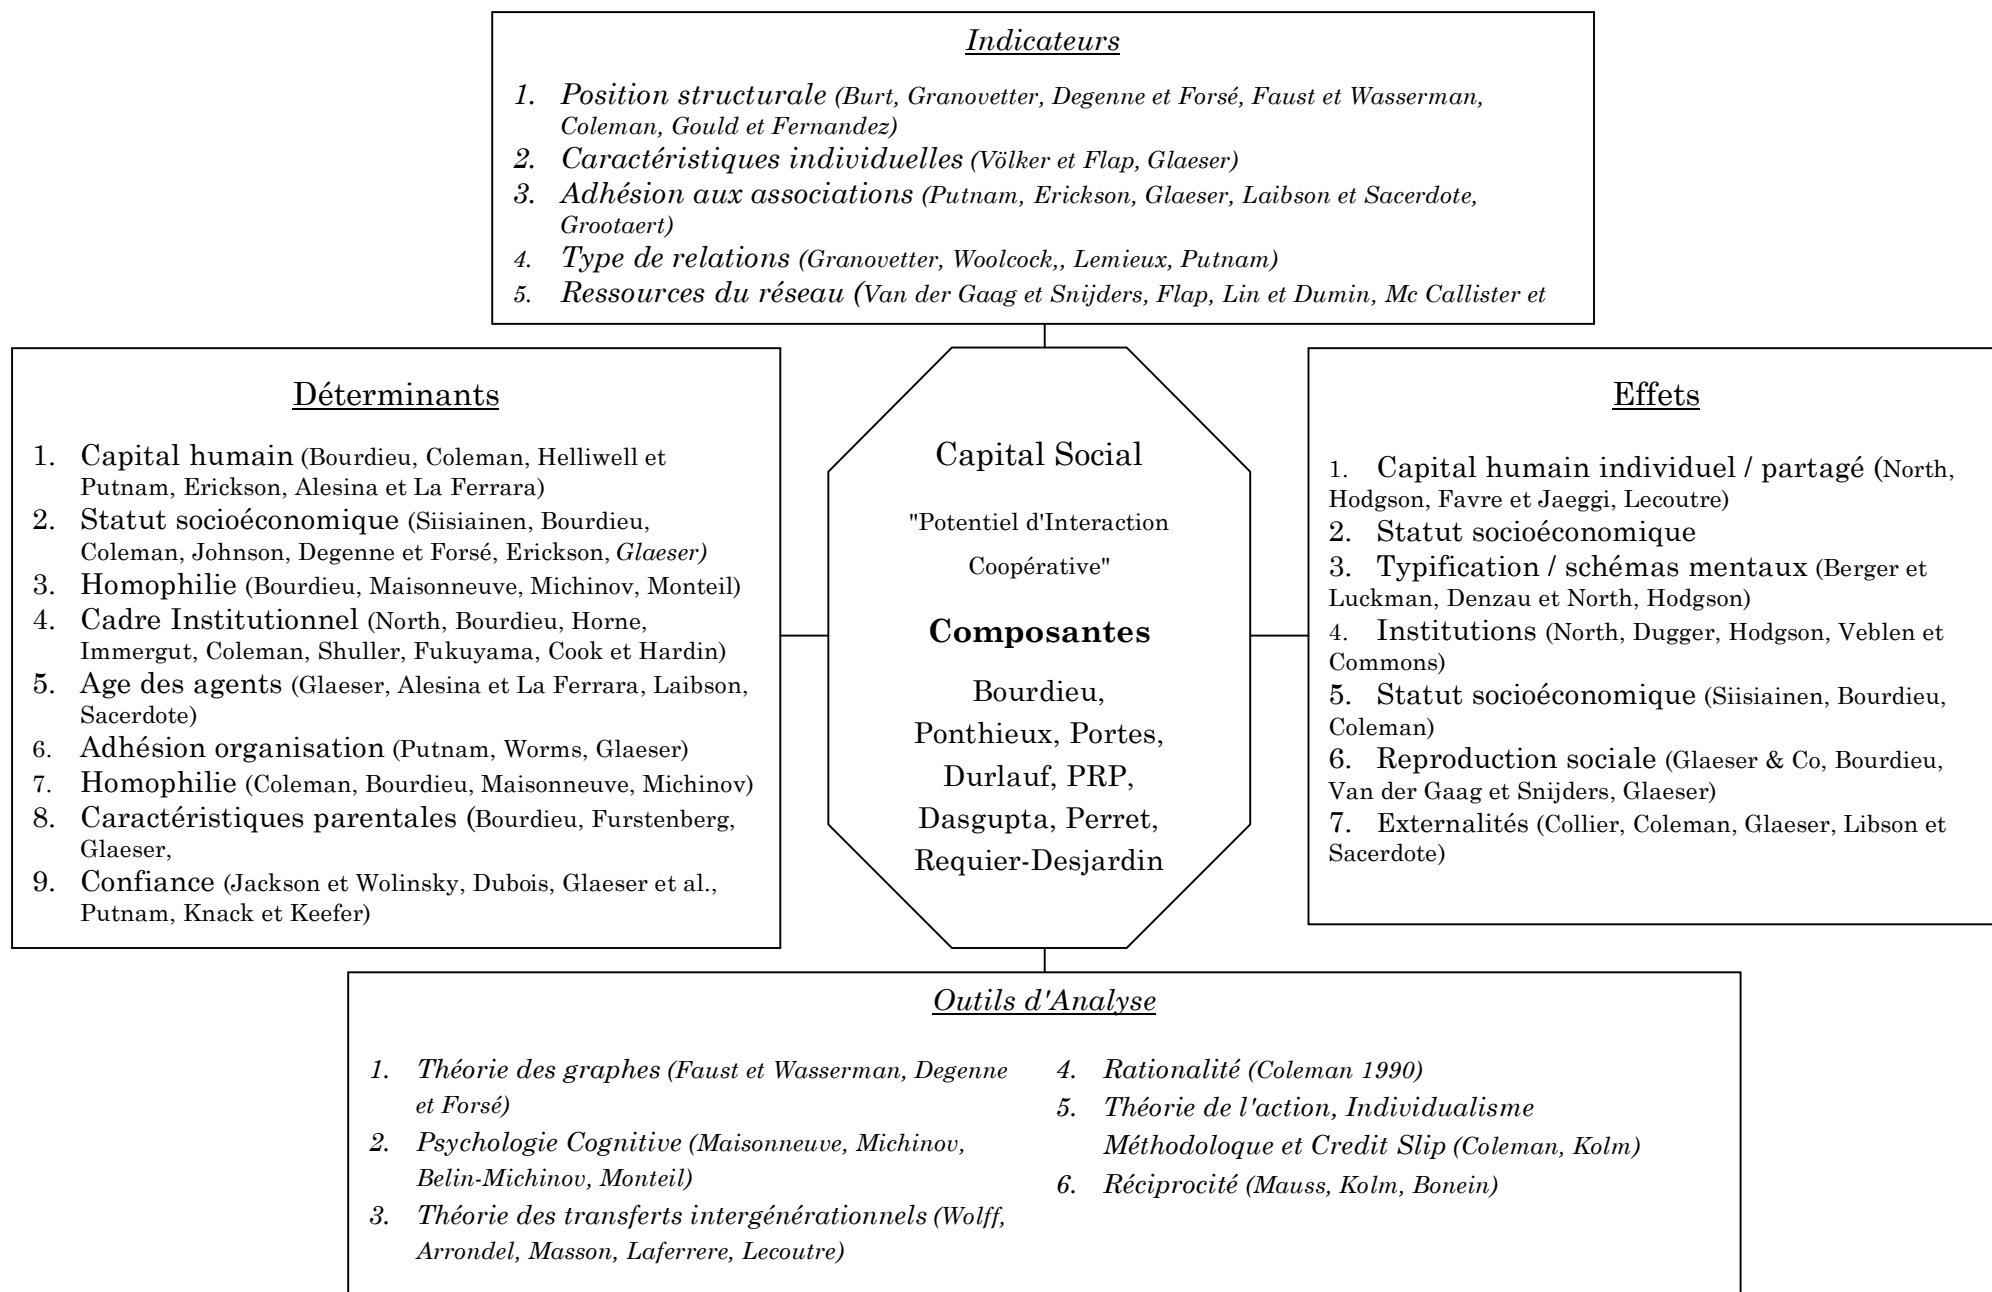 Indicateurs
1. Position structurale (Burt, Granovetter, Degenne et Forsé, Faust et Wasserman,
Coleman, Gould et Fernandez)
2. Caractéristiques individuelles (Völker et Flap, Glaeser)
3. Adhésion aux associations (Putnam, Erickson, Glaeser, Laibson et Sacerdote,
Grootaert)
4. Type de relations (Granovetter, Woolcock,, Lemieux, Putnam)
5. Ressources du réseau (Van der Gaag et Snijders, Flap, Lin et Dumin, Mc Callister et
Déterminants
1. Capital humain (Bourdieu, Coleman, Helliwell et
Putnam, Erickson, Alesina et La Ferrara)
2. Statut socioéconomique (Siisiainen, Bourdieu,
Coleman, Johnson, Degenne et Forsé, Erickson, Glaeser)
3. Homophilie (Bourdieu, Maisonneuve, Michinov, Monteil)
4. Cadre Institutionnel (North, Bourdieu, Horne,
Immergut, Coleman, Shuller, Fukuyama, Cook et Hardin)
5. Age des agents (Glaeser, Alesina et La Ferrara, Laibson,
Sacerdote)
6. Adhésion organisation (Putnam, Worms, Glaeser)
7. Homophilie (Coleman, Bourdieu, Maisonneuve, Michinov)
8. Caractéristiques parentales (Bourdieu, Furstenberg,
Glaeser,
9. Confiance (Jackson et Wolinsky, Dubois, Glaeser et al.,
Putnam, Knack et Keefer)
Capital Social
"Potentiel d'Interaction
Coopérative"
Composantes
Bourdieu,
Ponthieux, Portes,
Durlauf, PRP,
Dasgupta, Perret,
Requier-Desjardin
Effets
1. Capital humain individuel / partagé (North,
Hodgson, Favre et Jaeggi, Lecoutre)
2. Statut socioéconomique
3. Typification / schémas mentaux (Berger et
Luckman, Denzau et North, Hodgson)
4. Institutions (North, Dugger, Hodgson, Veblen et
Commons)
5. Statut socioéconomique (Siisiainen, Bourdieu,
Coleman)
6. Reproduction sociale (Glaeser & Co, Bourdieu,
Van der Gaag et Snijders, Glaeser)
7. Externalités (Collier, Coleman, Glaeser, Libson et
Sacerdote)
Outils d'Analyse
1. Théorie des graphes (Faust et Wasserman, Degenne
et Forsé)
2. Psychologie Cognitive (Maisonneuve, Michinov,
Belin-Michinov, Monteil)
3. Théorie des transferts intergénérationnels (Wolff,
Arrondel, Masson, Laferrere, Lecoutre)
4. Rationalité (Coleman 1990)
5. Théorie de l'action, Individualisme
Méthodoloque et Credit Slip (Coleman, Kolm)
6. Réciprocité (Mauss, Kolm, Bonein)